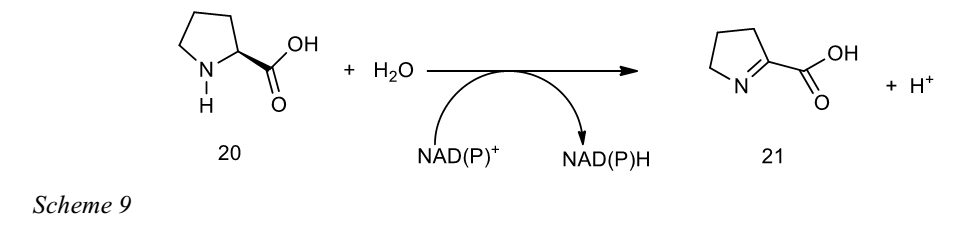 OH
N
H
O
20
+ H₂O
NAD(P)⁺
NAD(P)H
OH
N
O
21
+ H⁺
Scheme 9